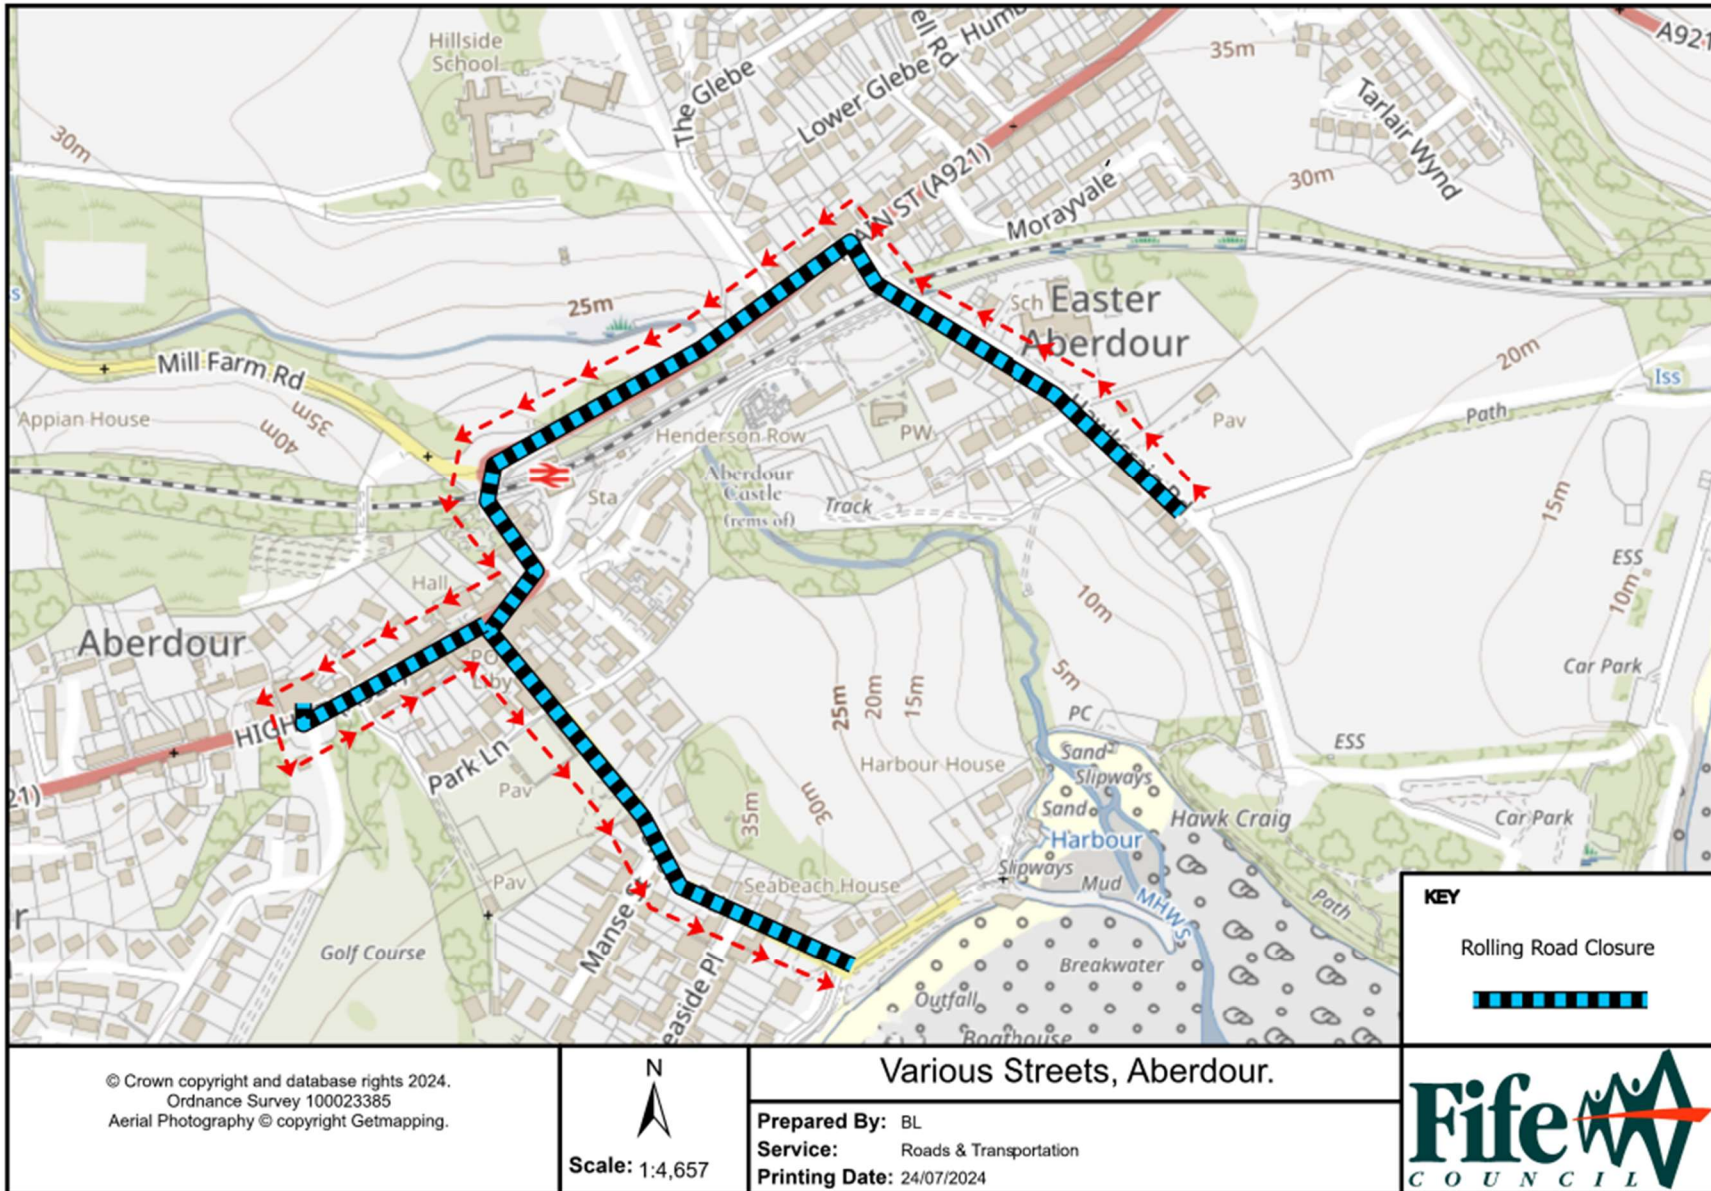 Hillside
School
The Glebe
Lower Glebe
ell Rd
Humb
35m
A921
Tarlair Wynd
30m
AIN ST (A921)
Morayvale
30m
25m
Sch
Easter
Aberdour
20m
Iss
Mill Farm Rd
Appian House
35m
40m
Henderson Row
PW
Pav
Path
Aberdour
Castle
(rems of)
Sta
Track
15m
ESS
10m
Hall
10m
Aberdour
PO
Liby
5m
Car Park
25m
20m
15m
PC
ESS
HIGH
21)
Park Ln
Pav
Harbour House
Sand
Slipways
Sand
Harbour
Hawk Craig
Car Park
35m
30m
Slipways
Mud
MHWS
Path
Pav
Seabeach House
Manse S
Golf Course
Breakwater
easide Pl
Outfall
Boathouse
KEY
Rolling Road Closure
© Crown copyright and database rights 2024.
Ordnance Survey 100023385
Aerial Photography © copyright Getmapping.
N
Scale: 1:4,657
Various Streets, Aberdour.
Prepared By: BL
Service: Roads & Transportation
Printing Date: 24/07/2024
Fife
COUNCIL